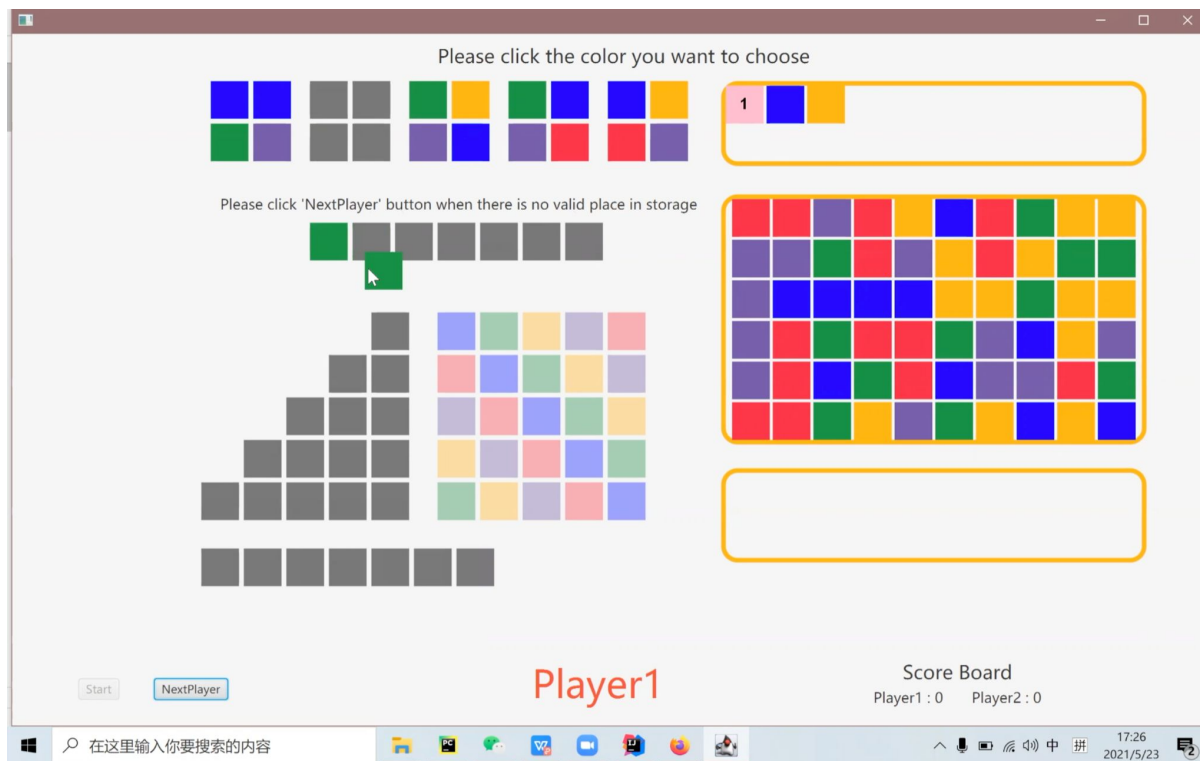 Please click the color you want to choose
1
Please click 'NextPlayer' button when there is no valid place in storage
Start
NextPlayer
Player1
Score Board
Player1 : 0
Player2 : 0
在这里输入你要搜索的内容
PC
中
拼
17:26
2021/5/23
2